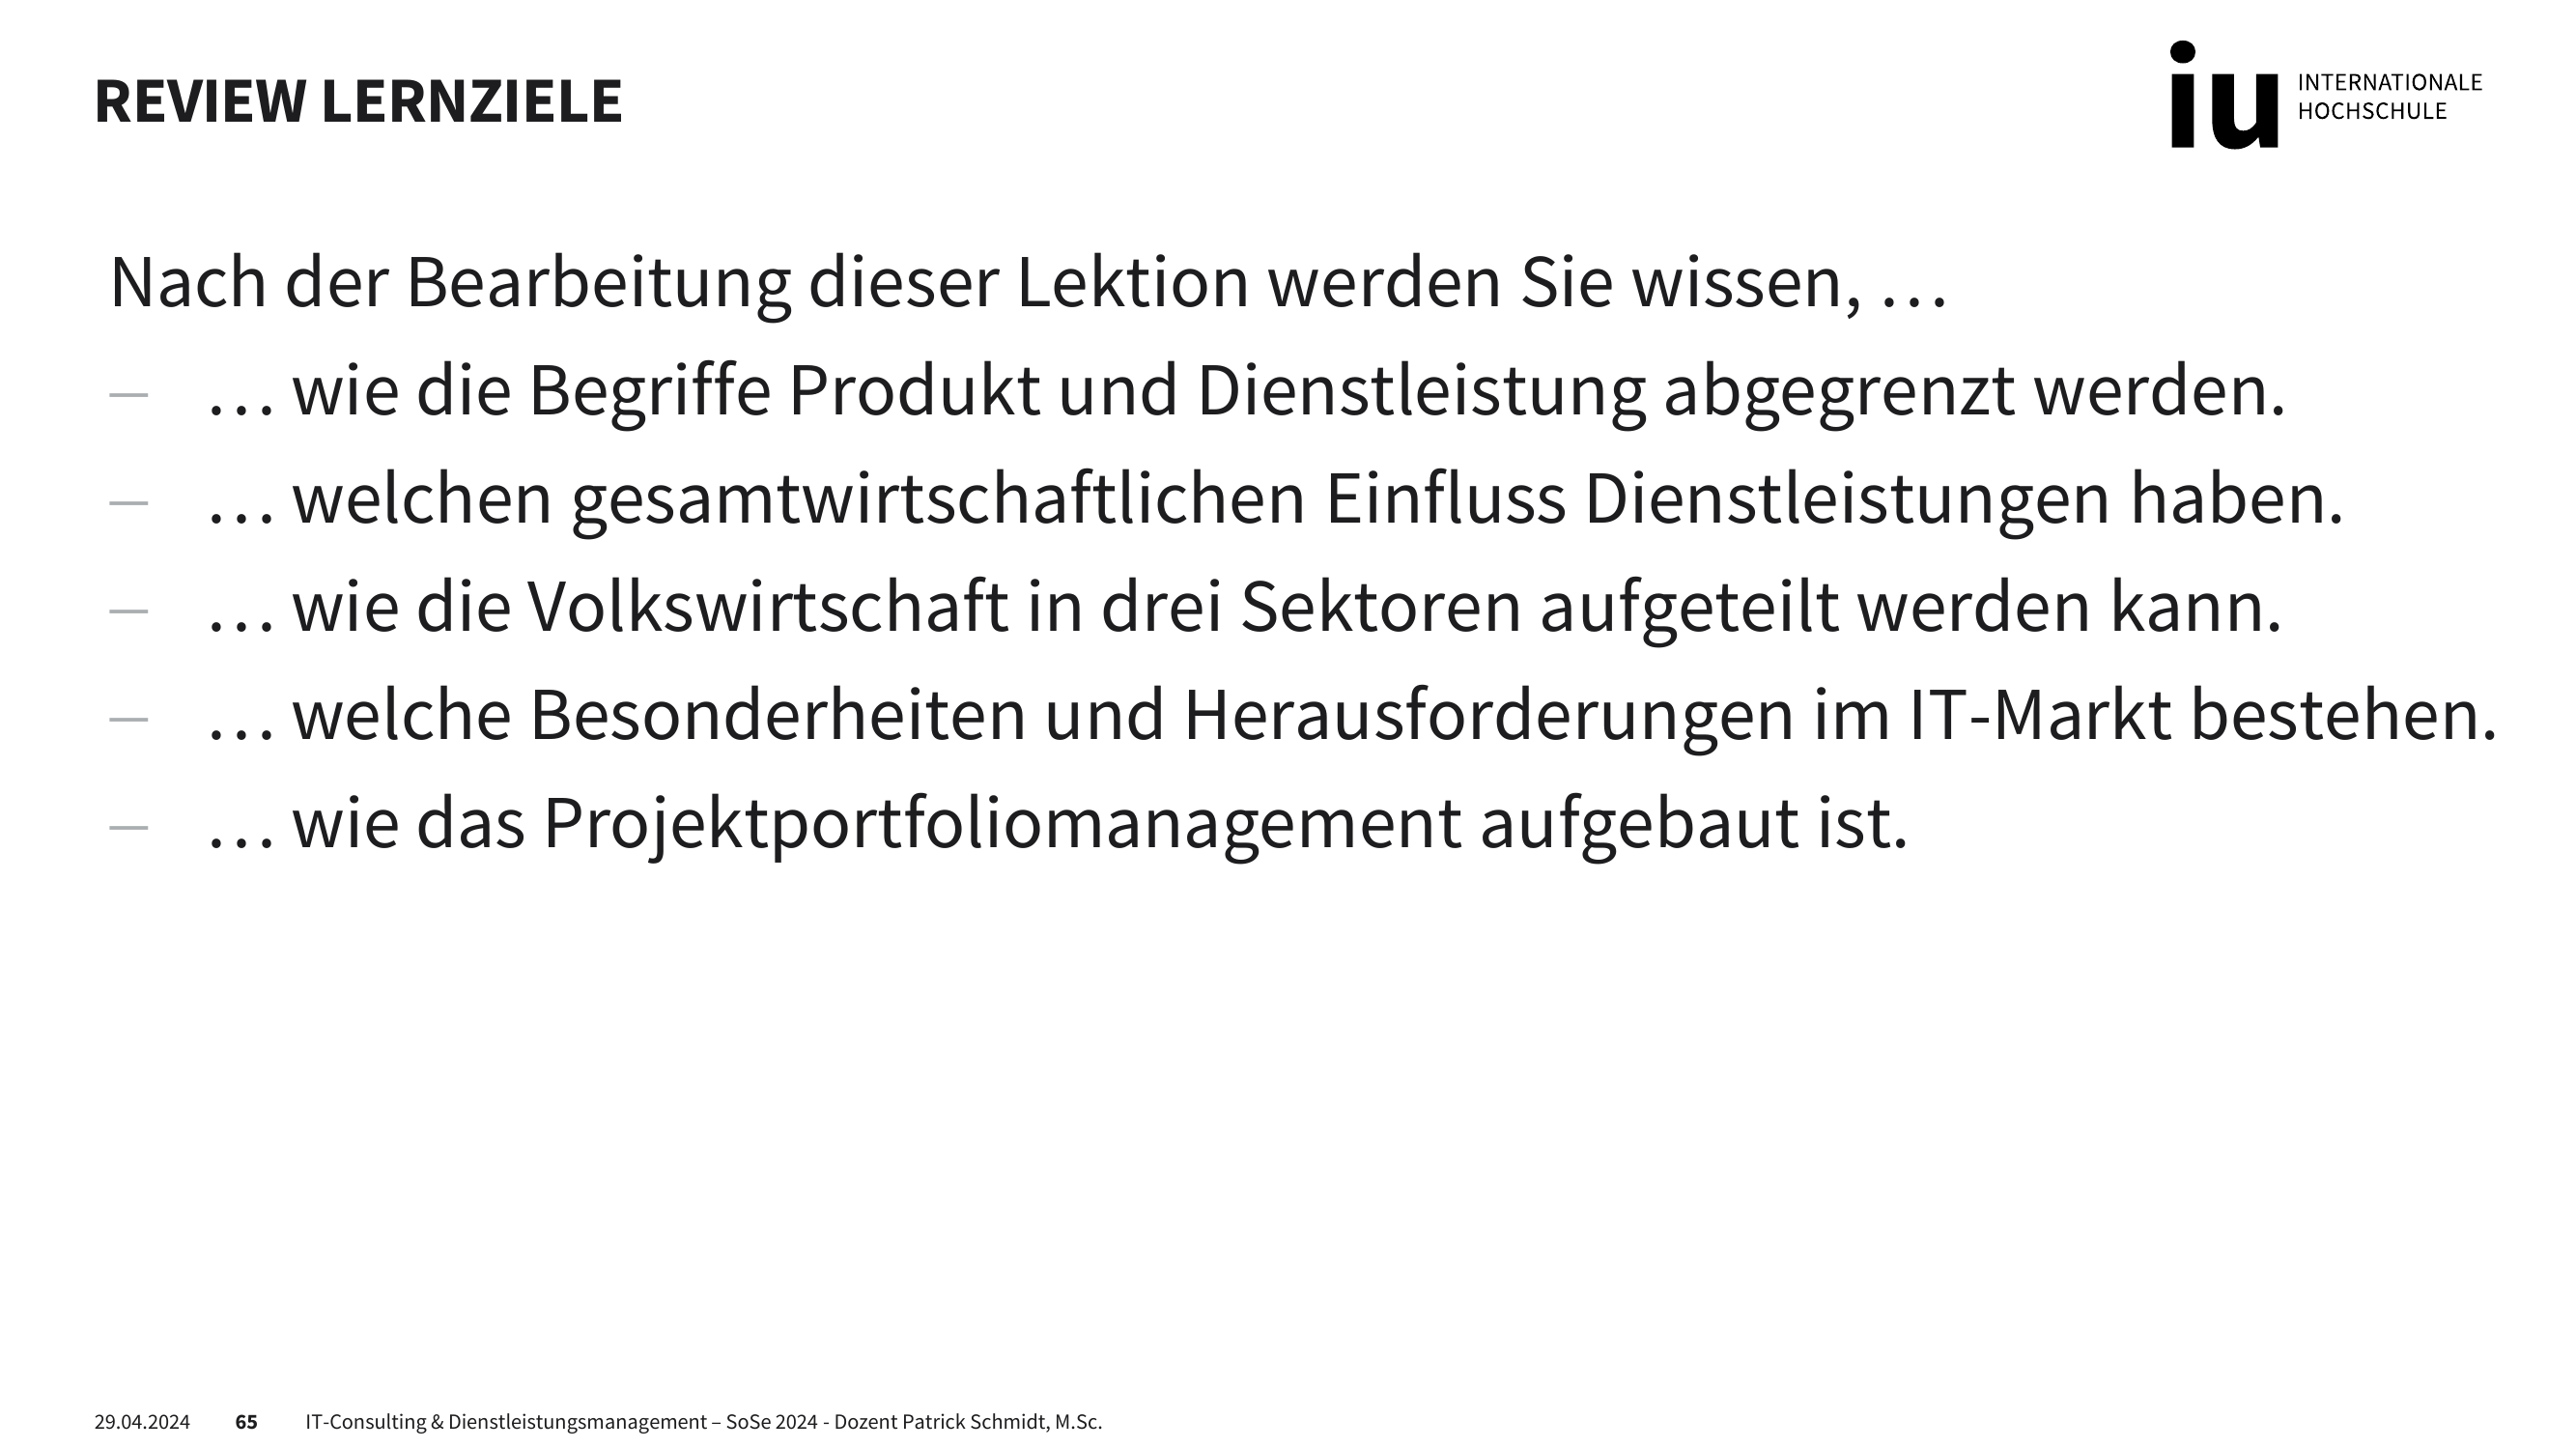 REVIEW LERNZIELE
iu INTERNATIONALE
HOCHSCHULE
Nach der Bearbeitung dieser Lektion werden Sie wissen, …
– … wie die Begriffe Produkt und Dienstleistung abgegrenzt werden.
– … welchen gesamtwirtschaftlichen Einfluss Dienstleistungen haben.
– … wie die Volkswirtschaft in drei Sektoren aufgeteilt werden kann.
– … welche Besonderheiten und Herausforderungen im IT-Markt bestehen.
– … wie das Projektportfoliomanagement aufgebaut ist.
29.04.2024 65 IT-Consulting & Dienstleistungsmanagement – SoSe 2024 - Dozent Patrick Schmidt, M.Sc.